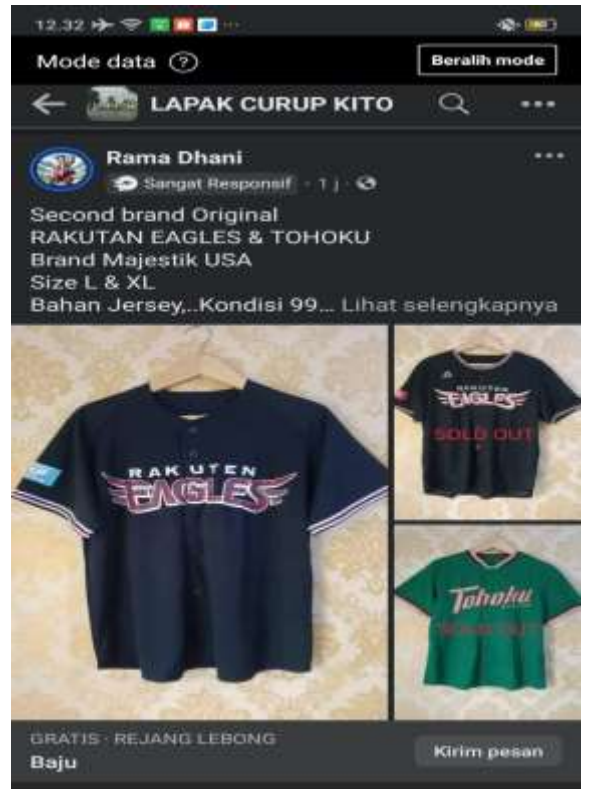 12.32
Mode data ?
Beralih mode
LAPAK CURUP KITO
Rama Dhani
Sangat Responsif · 1 j ·
Second brand Original
RAKUTAN EAGLES & TOHOKU
Brand Majestik USA
Size L & XL
Bahan Jersey,..Kondisi 99... Lihat selengkapnya
RAKUTEN
EAGLES
RAKUTEN
EAGLES
SOLD OUT
Tohoku
GRATIS · REJANG LEBONG
Baju
Kirim pesan